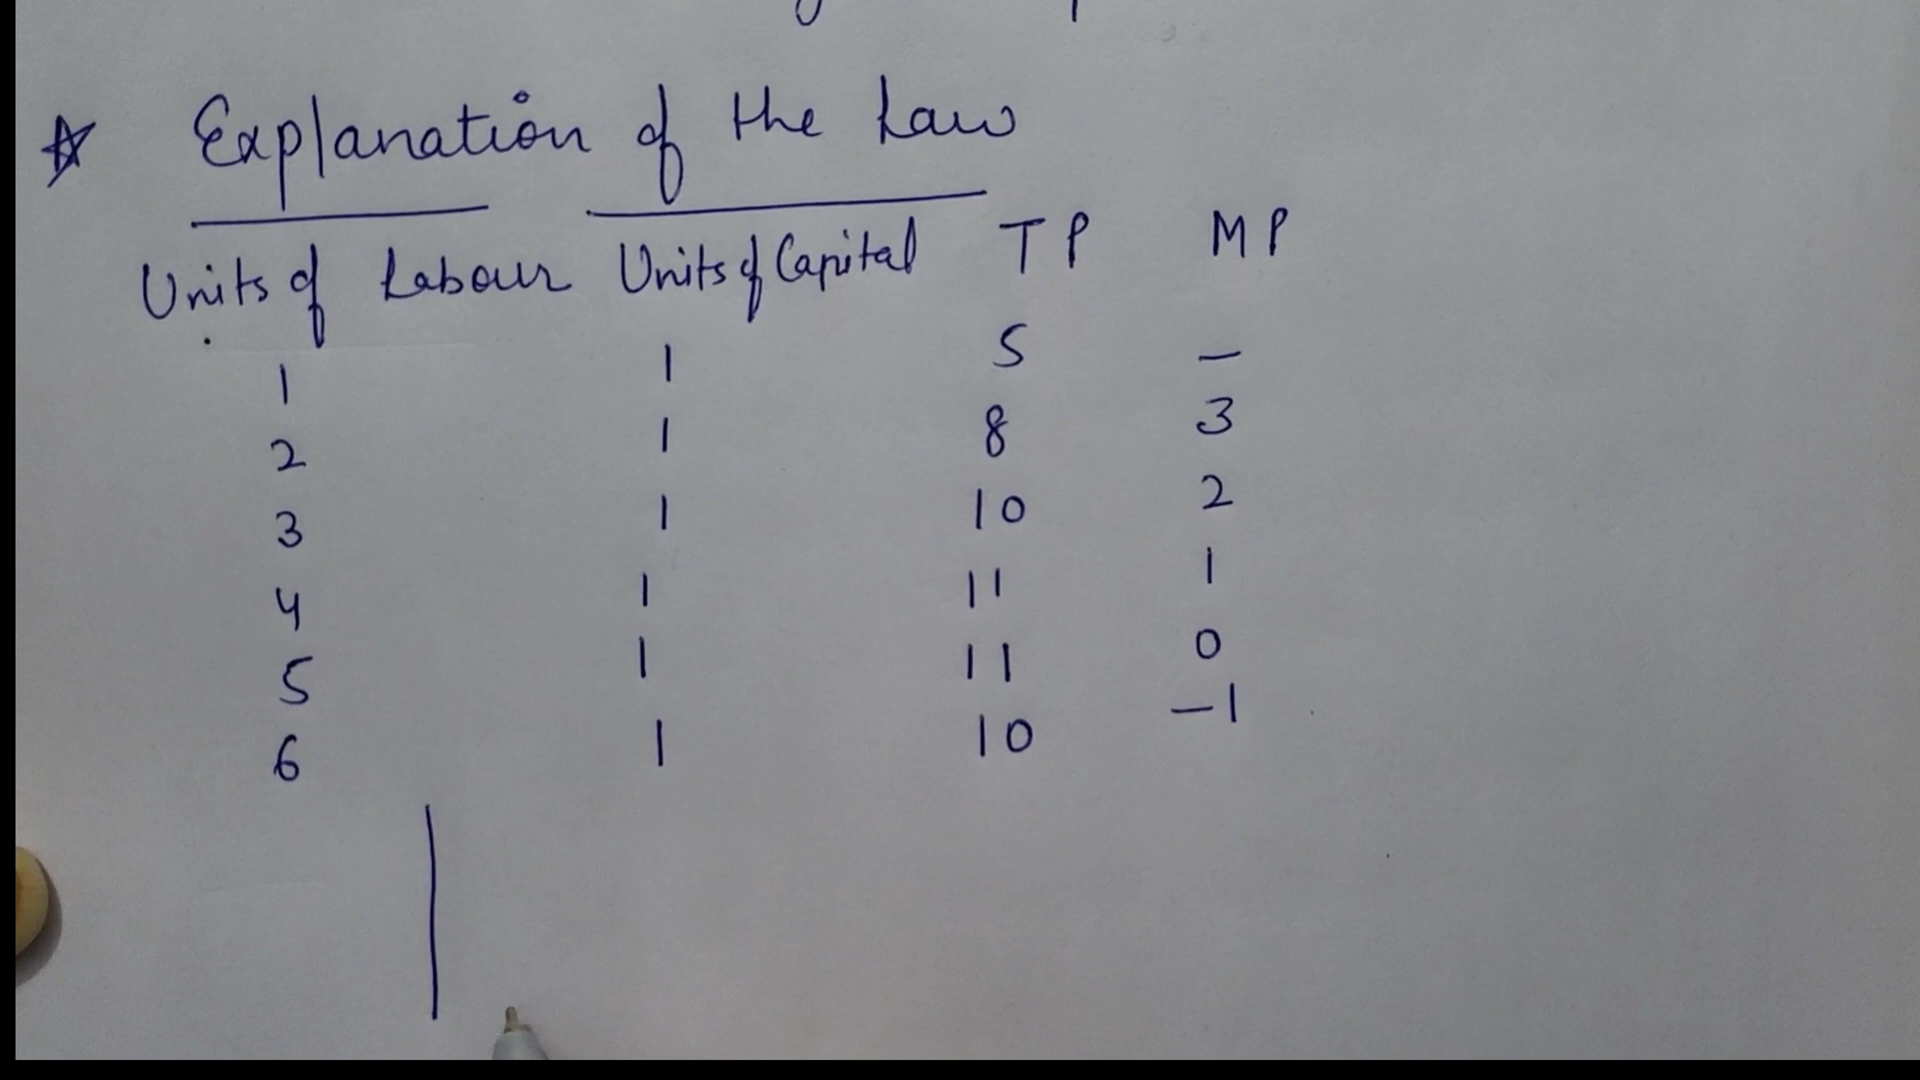 Explanation of the Law
Units of Labour Units of Capital TP MP
1 1 5 –
2 1 8 3
3 1 10 2
4 1 11 1
5 1 11 0
6 1 10 –1